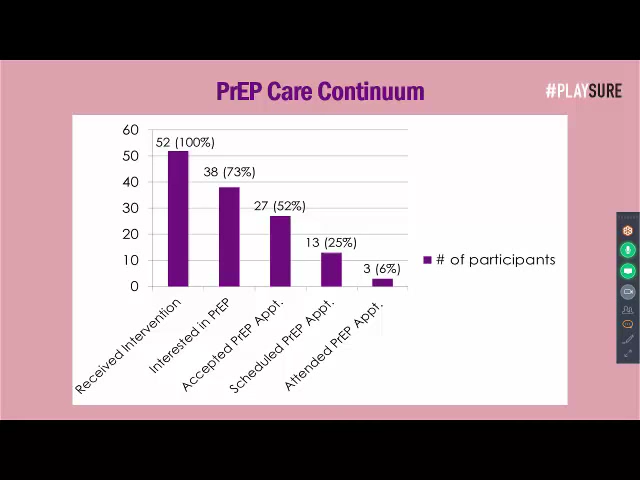 PrEP Care Continuum
#PLAYSURE
60
50
40
30
20
10
0
52 (100%)
38 (73%)
27 (52%)
13 (25%)
3 (6%)
Received Intervention
Interested in PrEP
Accepted PrEP Appt.
Scheduled PrEP Appt.
Attended PrEP Appt.
# of participants